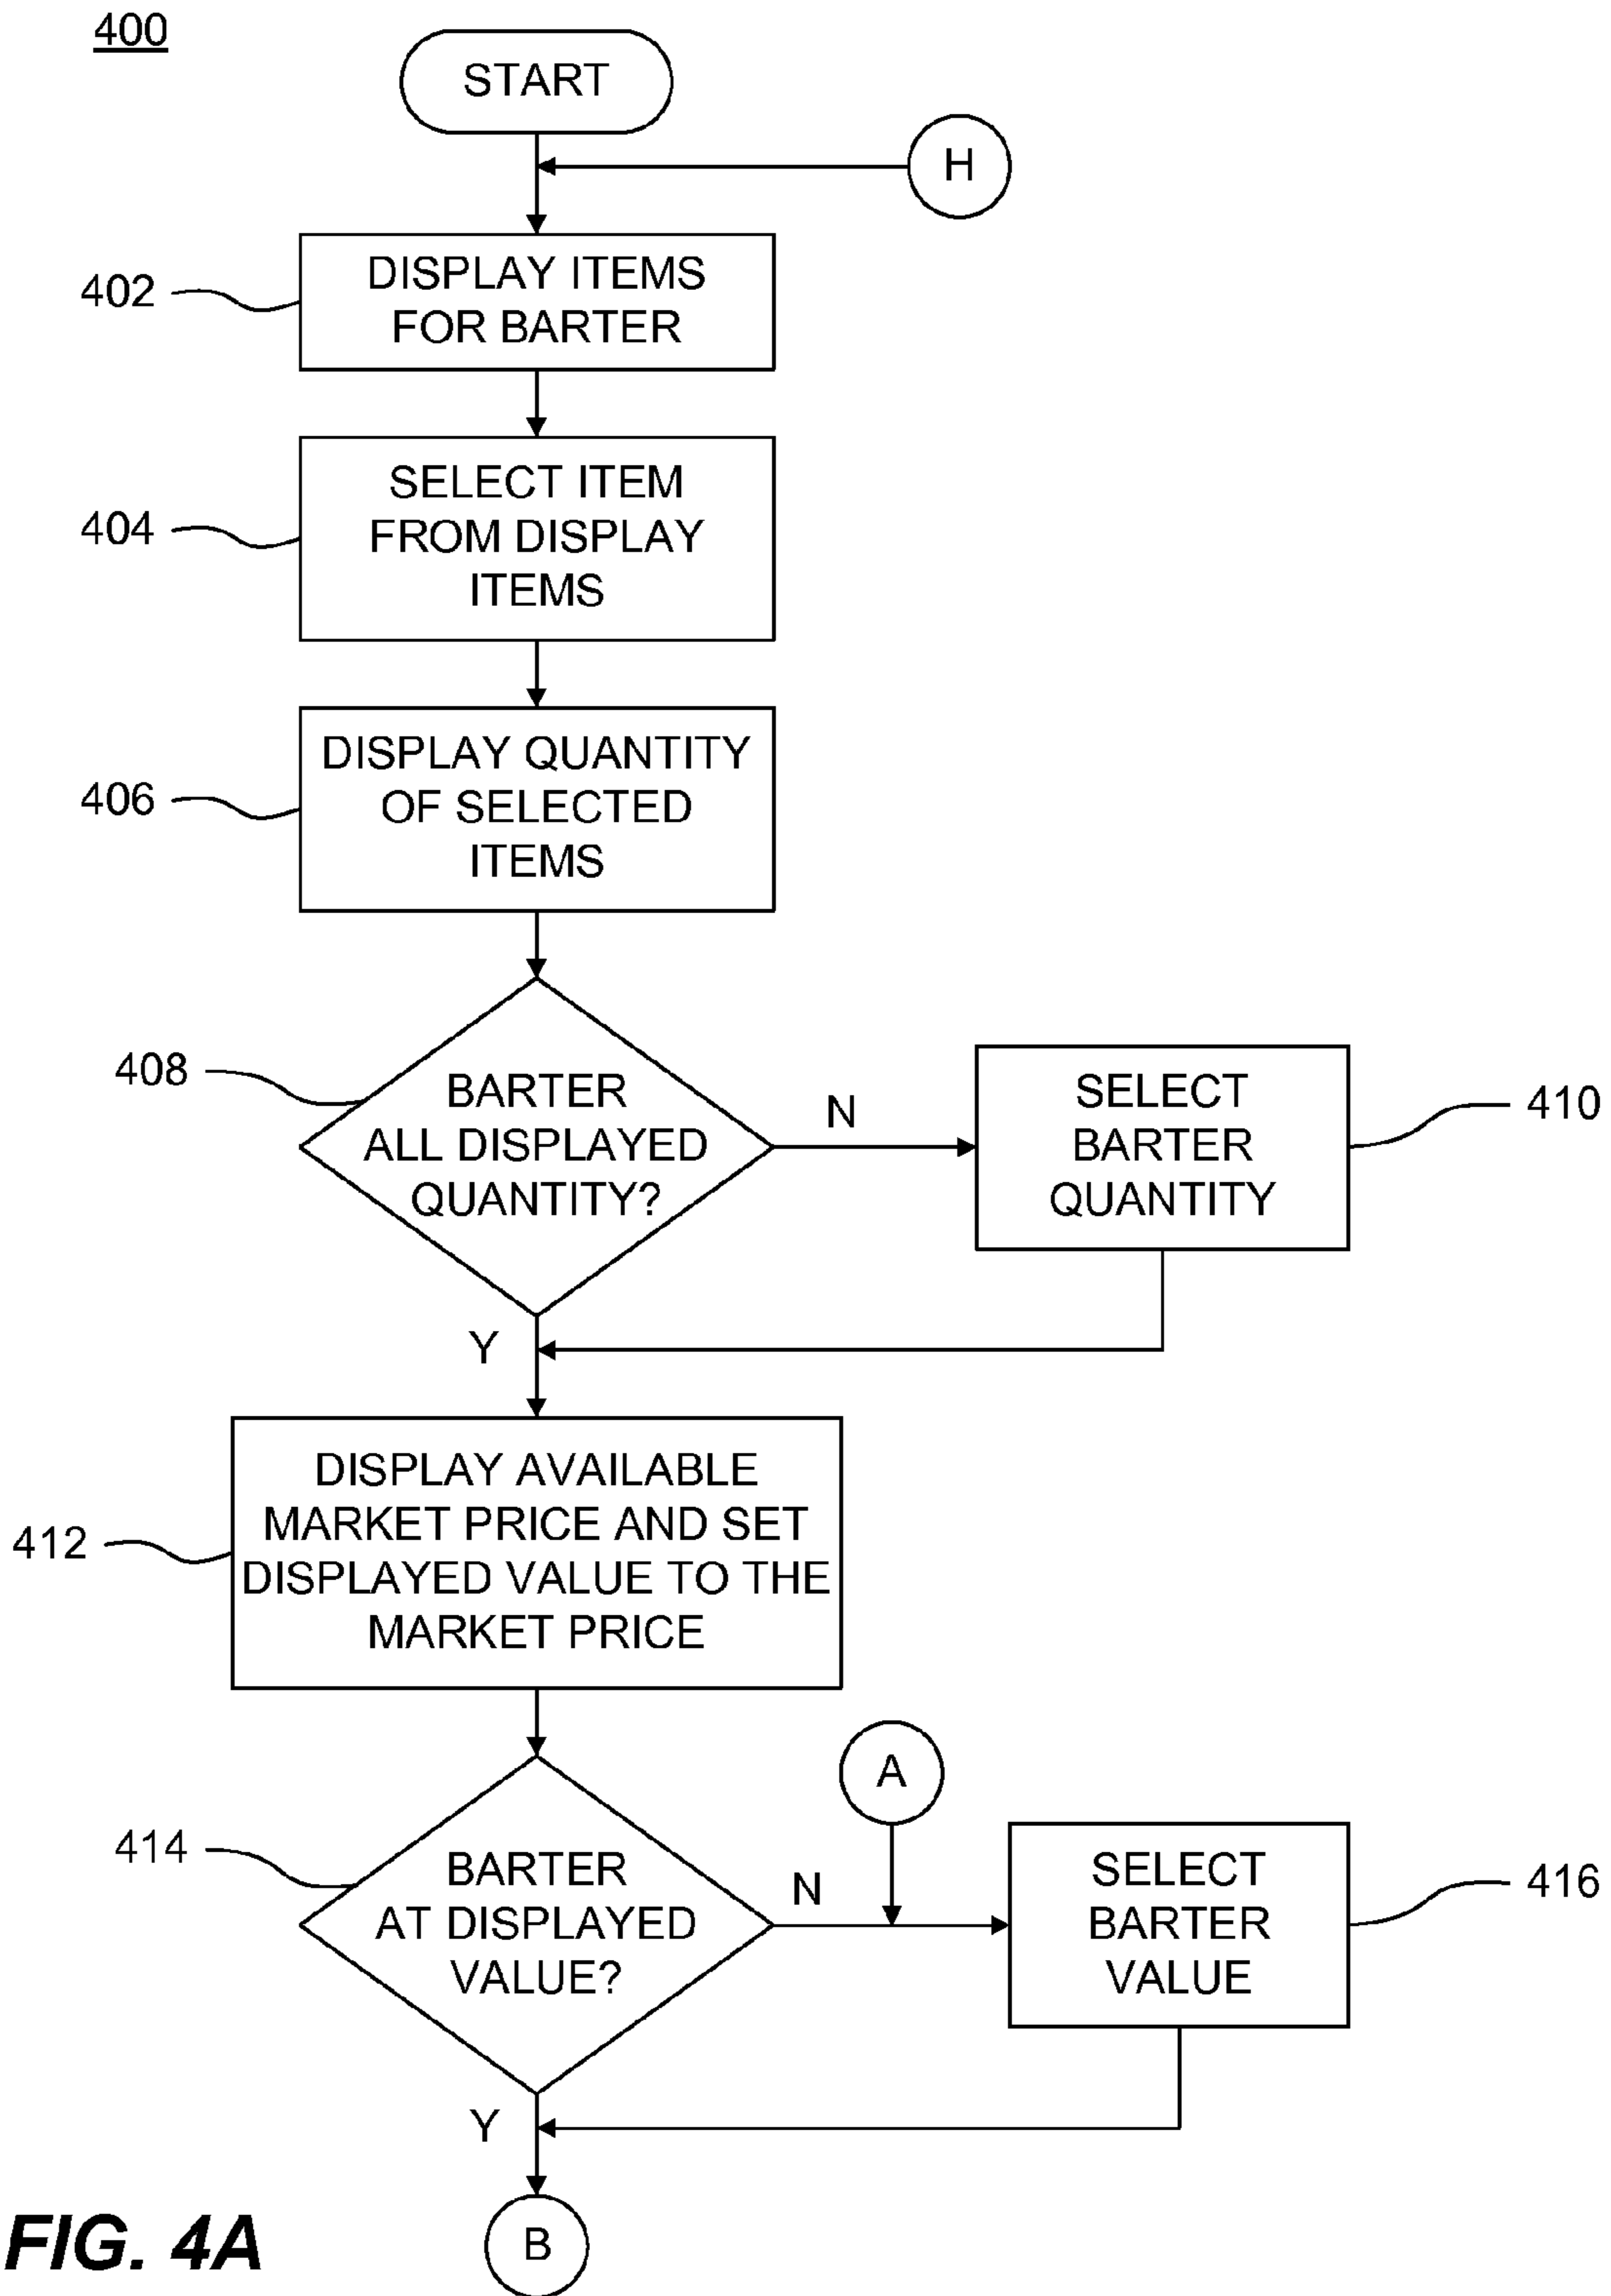 400
START
H
402
DISPLAY ITEMS
FOR BARTER
404
SELECT ITEM
FROM DISPLAY
ITEMS
406
DISPLAY QUANTITY
OF SELECTED
ITEMS
408
BARTER
ALL DISPLAYED
QUANTITY?
N
SELECT
BARTER
QUANTITY
410
Y
412
DISPLAY AVAILABLE
MARKET PRICE AND SET
DISPLAYED VALUE TO THE
MARKET PRICE
A
414
BARTER
AT DISPLAYED
VALUE?
N
SELECT
BARTER
VALUE
416
Y
B
FIG. 4A